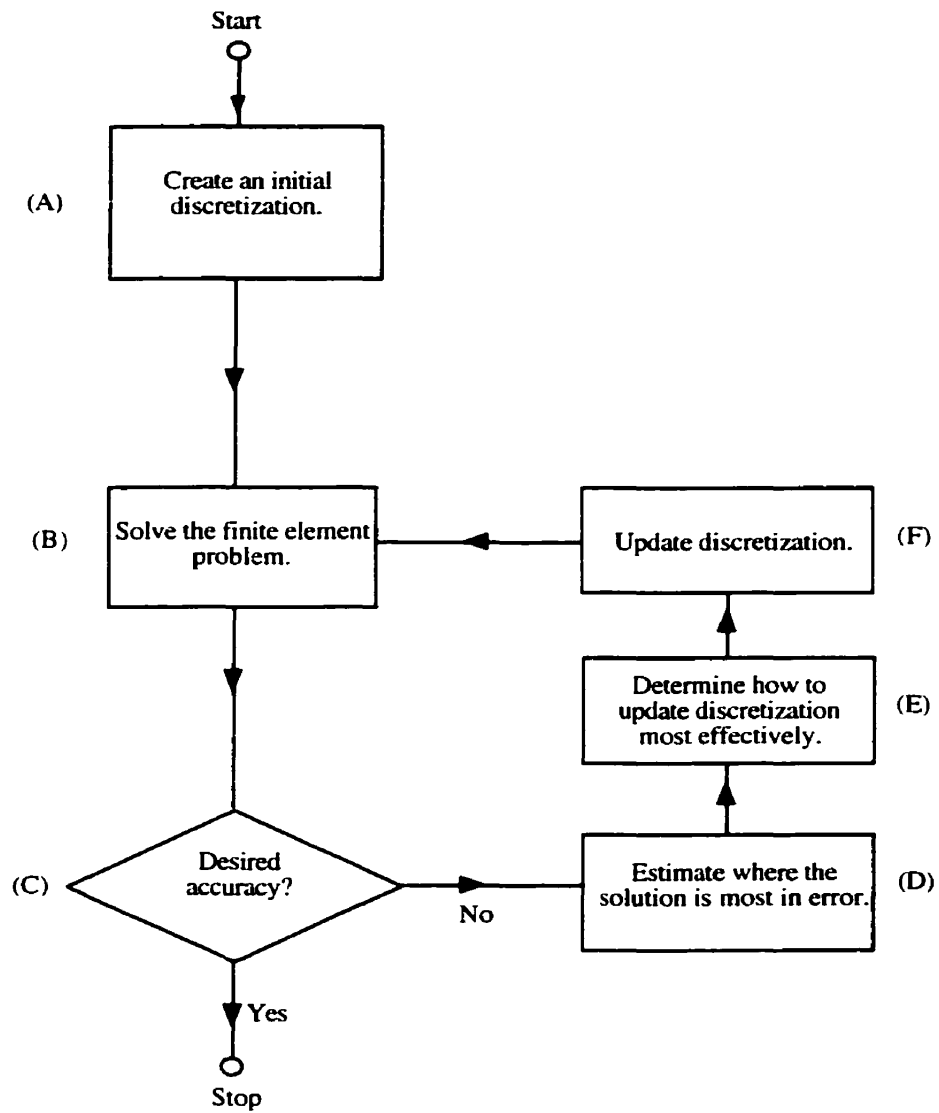 Start
(A)
Create an initial
discretization.
(B)
Solve the finite element
problem.
(C)
Desired
accuracy?
No
Yes
Stop
(D)
Estimate where the
solution is most in error.
(E)
Determine how to
update discretization
most effectively.
(F)
Update discretization.